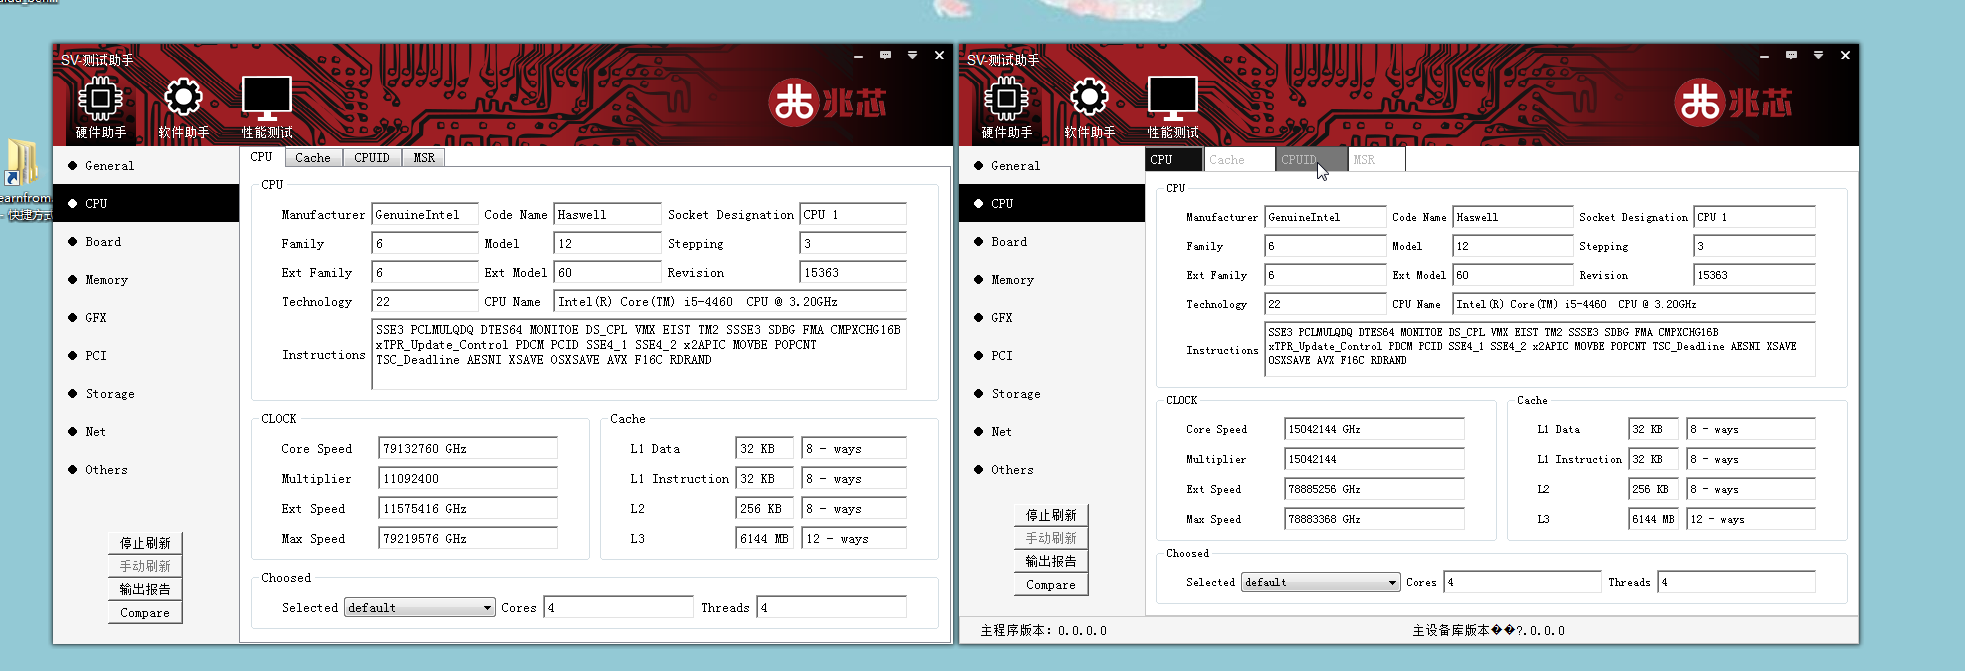 earnfrom.
- 快捷方式
SV-测试助手
硬件助手 软件助手 性能测试
兆芯
General
CPU
Board
Memory
GFX
PCI
Storage
Net
Others
停止刷新
手动刷新
输出报告
Compare
CPU Cache CPUID MSR
CPU
Manufacturer GenuineIntel Code Name Haswell Socket Designation CPU 1
Family 6 Model 12 Stepping 3
Ext Family 6 Ext Model 60 Revision 15363
Technology 22 CPU Name Intel(R) Core(TM) i5-4460 CPU @ 3.20GHz
Instructions
SSE3 PCLMULQDQ DTES64 MONITOE DS_CPL VMX EIST TM2 SSSE3 SDBG FMA CMPXCHG16B
xTPR_Update_Control PDCM PCID SSE4_1 SSE4_2 x2APIC MOVBE POPCNT
TSC_Deadline AESNI XSAVE OSXSAVE AVX F16C RDRAND
CLOCK
Core Speed 79132760 GHz
Multiplier 11092400
Ext Speed 11575416 GHz
Max Speed 79219576 GHz
Cache
L1 Data 32 KB 8 - ways
L1 Instruction 32 KB 8 - ways
L2 256 KB 8 - ways
L3 6144 MB 12 - ways
Choosed
Selected default Cores 4 Threads 4
SV-测试助手
硬件助手 软件助手 性能测试
兆芯
General
CPU
Board
Memory
GFX
PCI
Storage
Net
Others
停止刷新
手动刷新
输出报告
Compare
CPU Cache CPUID MSR
CPU
Manufacturer GenuineIntel Code Name Haswell Socket Designation CPU 1
Family 6 Model 12 Stepping 3
Ext Family 6 Ext Model 60 Revision 15363
Technology 22 CPU Name Intel(R) Core(TM) i5-4460 CPU @ 3.20GHz
Instructions
SSE3 PCLMULQDQ DTES64 MONITOE DS_CPL VMX EIST TM2 SSSE3 SDBG FMA CMPXCHG16B
xTPR_Update_Control PDCM PCID SSE4_1 SSE4_2 x2APIC MOVBE POPCNT TSC_Deadline AESNI XSAVE
OSXSAVE AVX F16C RDRAND
CLOCK
Core Speed 15042144 GHz
Multiplier 15042144
Ext Speed 78885256 GHz
Max Speed 78883368 GHz
Cache
L1 Data 32 KB 8 - ways
L1 Instruction 32 KB 8 - ways
L2 256 KB 8 - ways
L3 6144 MB 12 - ways
Choosed
Selected default Cores 4 Threads 4
主程序版本: 0.0.0.0 主设备库版本��?.0.0.0